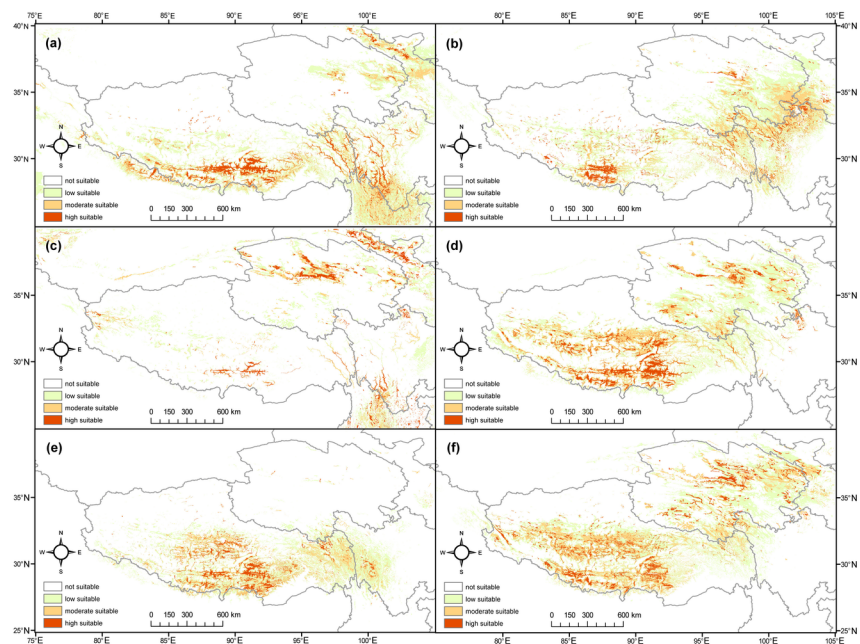 75°E 80°E 85°E 90°E 95°E 100°E 80°E 85°E 90°E 95°E 100°E 105°E
40°N
(a)
35°N
30°N
N
W E
S
not suitable
low suitable
moderate suitable
high suitable
0 150 300 600 km
(b)
40°N
35°N
30°N
N
W E
S
not suitable
low suitable
moderate suitable
high suitable
0 150 300 600 km
(c)
35°N
30°N
N
W E
S
not suitable
low suitable
moderate suitable
high suitable
0 150 300 600 km
(d)
35°N
30°N
N
W E
S
not suitable
low suitable
moderate suitable
high suitable
0 150 300 600 km
(e)
35°N
30°N
25°N
N
W E
S
not suitable
low suitable
moderate suitable
high suitable
0 150 300 600 km
(f)
35°N
30°N
25°N
N
W E
S
not suitable
low suitable
moderate suitable
high suitable
0 150 300 600 km
75°E 80°E 85°E 90°E 95°E 100°E 80°E 85°E 90°E 95°E 100°E 105°E